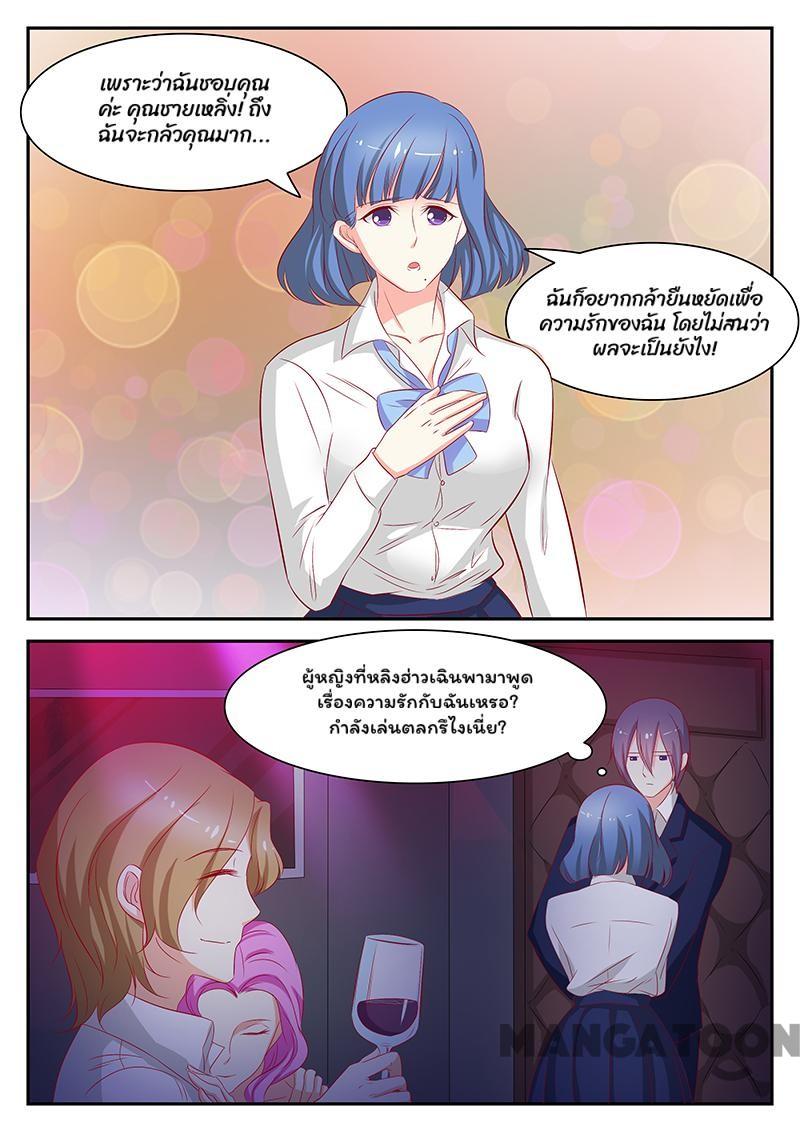 เพราะว่าฉันชอบคุณ
ค่ะ คุณชายเหลิ่ง! ถึง
ฉันจะกลัวคุณมาก...
ฉันก็อยากกล้ายืนหยัดเพื่อ
ความรักของฉัน โดยไม่สนว่า
ผลจะเป็นยังไง!
ผู้หญิงที่หลิงฮ่าวเฉินพามาพูด
เรื่องความรักกับฉันเหรอ?
กำลังเล่นตลกรึไงเนี่ย?
MANGATOON